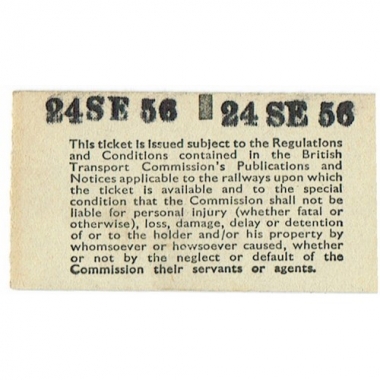 24 SE 56 24 SE 56
This ticket is issued subject to the Regulations
and Conditions contained in the British
Transport Commission's Publications and
Notices applicable to the railways upon which
the ticket is available and to the special
condition that the Commission shall not be
liable for personal injury (whether fatal or
otherwise), loss, damage, delay or detention
of or to the holder and/or his property by
whomsoever or howsoever caused, whether
or not by the neglect or default of the
Commission their servants or agents.